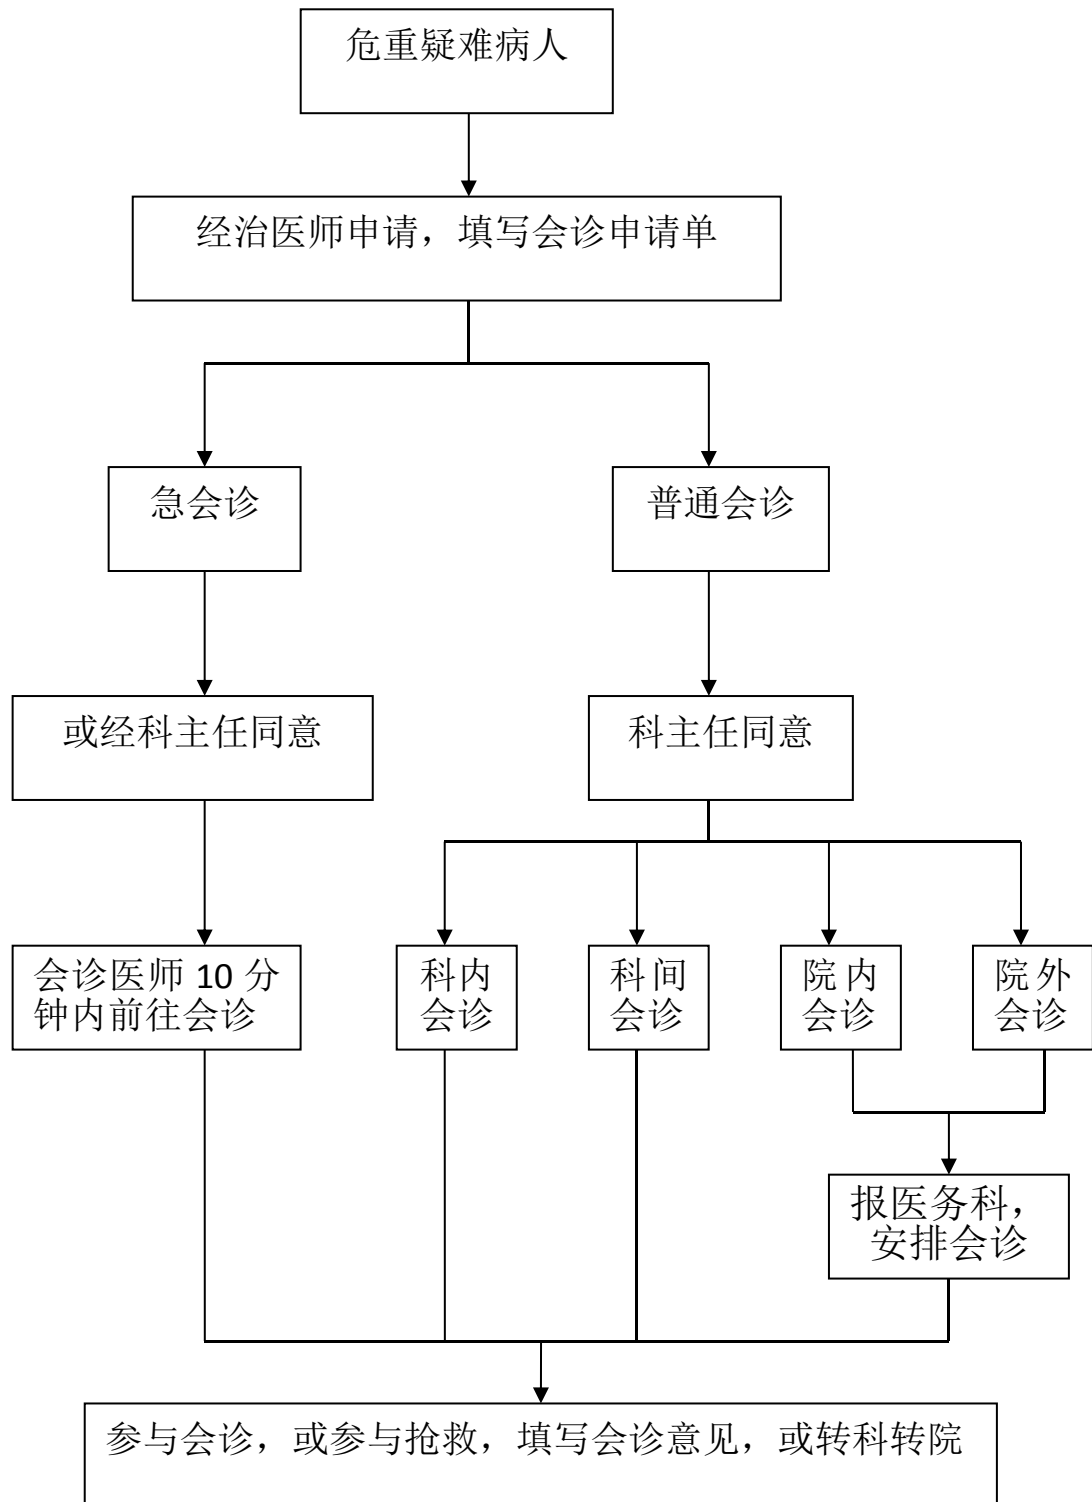 危重疑难病人
经治医师申请，填写会诊申请单
急会诊
普通会诊
或经科主任同意
科主任同意
会诊医师 10 分
钟内前往会诊
科内
会诊
科间
会诊
院内
会诊
院外
会诊
报医务科，
安排会诊
参与会诊，或参与抢救，填写会诊意见，或转科转院